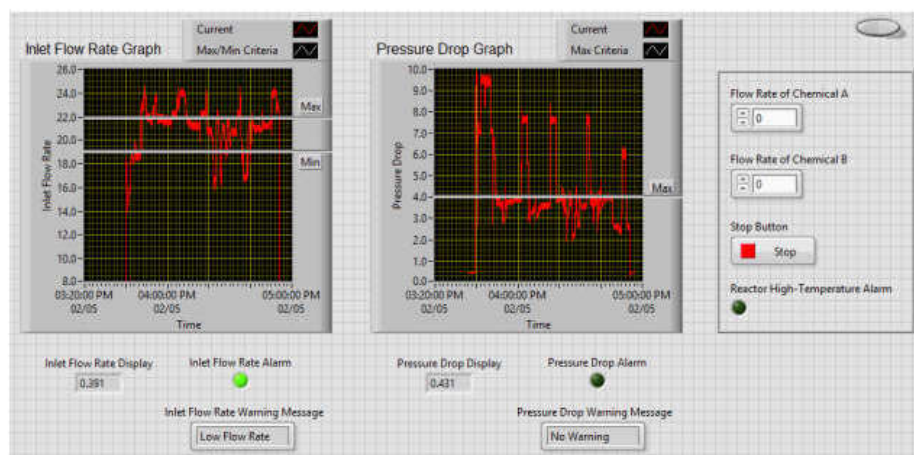 Current
Max/Min Criteria
Inlet Flow Rate Graph
26.0
24.0
22.0
20.0
18.0
16.0
14.0
12.0
10.0
8.0
Inlet Flow Rate
Max
Min
03:20:00 PM
02/05
04:00:00 PM
02/05
05:00:00 PM
02/05
Time
Current
Max Criteria
Pressure Drop Graph
10.0
9.0
8.0
7.0
6.0
5.0
4.0
3.0
2.0
1.0
0.0
Pressure Drop
Max
03:20:00 PM
02/05
04:00:00 PM
02/05
05:00:00 PM
02/05
Time
Flow Rate of Chemical A
0
Flow Rate of Chemical B
0
Stop Button
Stop
Reactor High-Temperature Alarm
Inlet Flow Rate Display
0.391
Inlet Flow Rate Alarm
Inlet Flow Rate Warning Message
Low Flow Rate
Pressure Drop Display
0.431
Pressure Drop Alarm
Pressure Drop Warning Message
No Warning